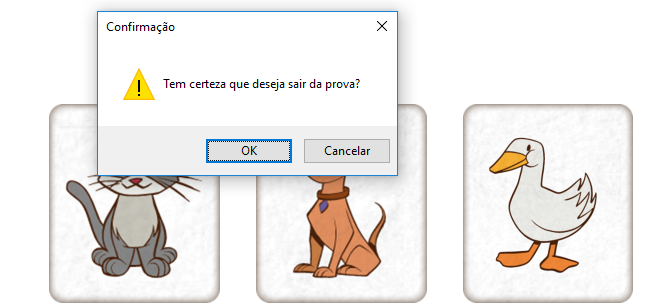 Confirmação
Tem certeza que deseja sair da prova?
OK
Cancelar